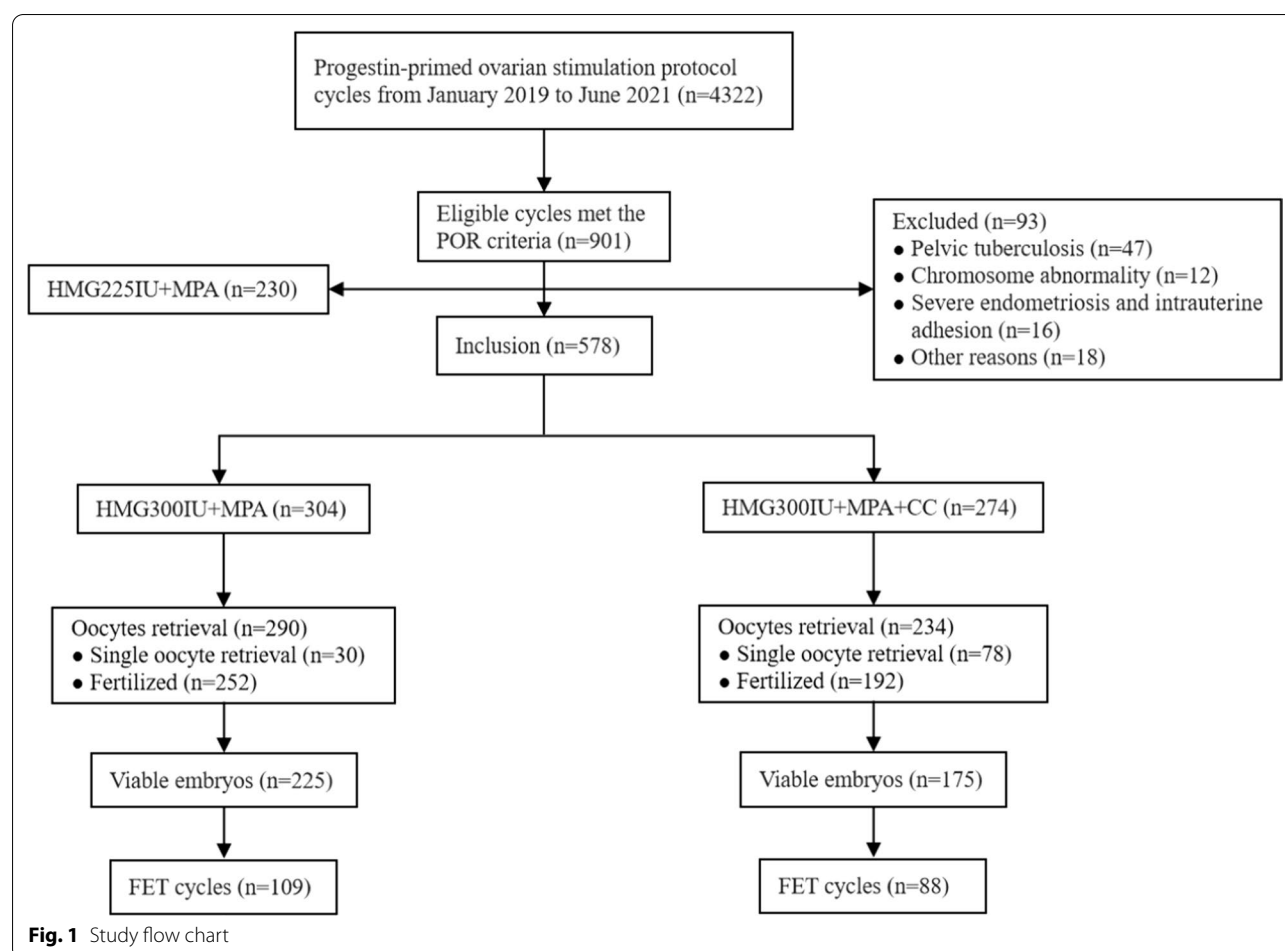 Progestin-primed ovarian stimulation protocol
cycles from January 2019 to June 2021 (n=4322)
Eligible cycles met the
POR criteria (n=901)
Excluded (n=93)
● Pelvic tuberculosis (n=47)
● Chromosome abnormality (n=12)
● Severe endometriosis and intrauterine
adhesion (n=16)
● Other reasons (n=18)
HMG225IU+MPA (n=230)
Inclusion (n=578)
HMG300IU+MPA (n=304)
HMG300IU+MPA+CC (n=274)
Oocytes retrieval (n=290)
● Single oocyte retrieval (n=30)
● Fertilized (n=252)
Oocytes retrieval (n=234)
● Single oocyte retrieval (n=78)
● Fertilized (n=192)
Viable embryos (n=225)
Viable embryos (n=175)
FET cycles (n=109)
FET cycles (n=88)
Fig. 1 Study flow chart